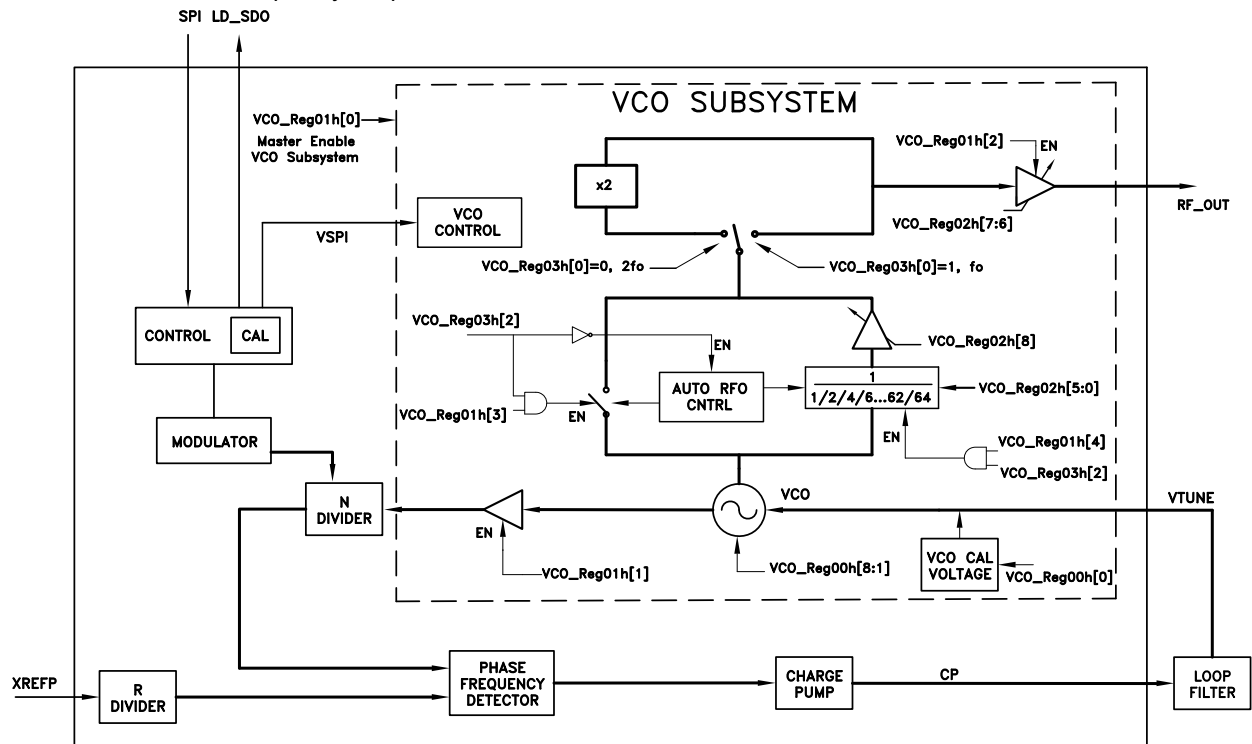 SPI LD_SDO
VCO SUBSYSTEM
VCO_Reg01h[0]
Master Enable
VCO Subsystem
VCO_Reg01h[2]
EN
x2
RF_OUT
VCO_Reg02h[7:6]
VCO
CONTROL
VSPI
VCO_Reg03h[0]=0, 2fo
VCO_Reg03h[0]=1, fo
CONTROL
CAL
VCO_Reg03h[2]
EN
VCO_Reg02h[8]
AUTO RFO
CNTRL
1
1/2/4/6...62/64
VCO_Reg02h[5:0]
VCO_Reg01h[3]
EN
MODULATOR
EN
VCO_Reg01h[4]
VCO_Reg03h[2]
N
DIVIDER
VCO
VTUNE
EN
VCO_Reg01h[1]
VCO_Reg00h[8:1]
VCO CAL
VOLTAGE
VCO_Reg00h[0]
XREFP
R
DIVIDER
PHASE
FREQUENCY
DETECTOR
CHARGE
PUMP
CP
LOOP
FILTER